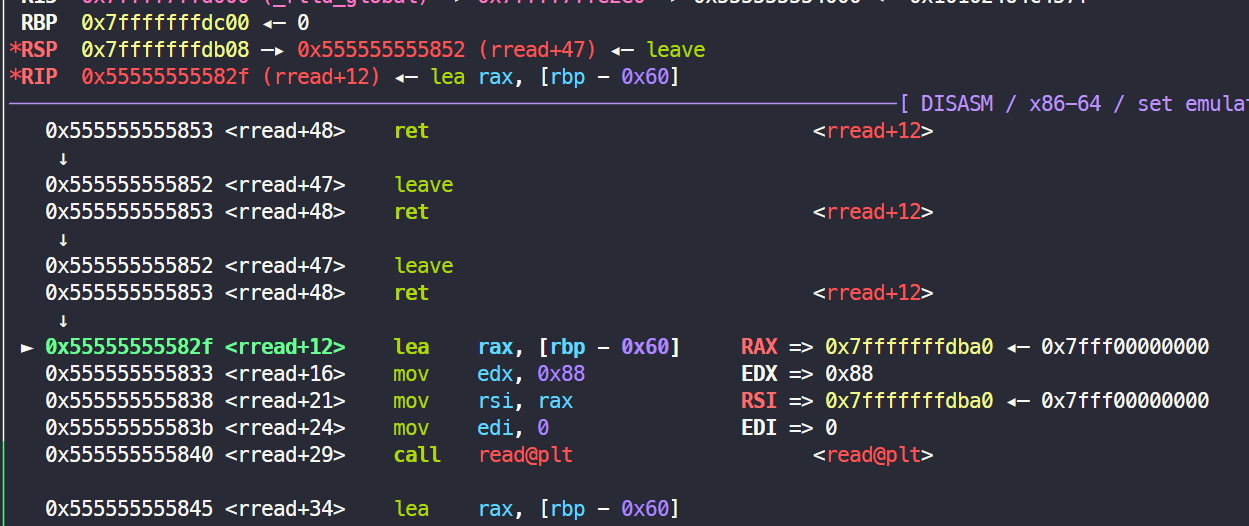 RBP  0x7fffffffdc00 ◂— 0
*RSP  0x7fffffffdb08 —▸ 0x555555555852 (rread+47) ◂— leave
*RIP  0x55555555582f (rread+12) ◂— lea rax, [rbp - 0x60]
[ DISASM / x86-64 / set emulat
0x555555555853 <rread+48>    ret    <rread+12>
↓
0x555555555852 <rread+47>    leave
0x555555555853 <rread+48>    ret    <rread+12>
↓
0x555555555852 <rread+47>    leave
0x555555555853 <rread+48>    ret    <rread+12>
↓
► 0x55555555582f <rread+12>    lea    rax, [rbp - 0x60]    RAX => 0x7fffffffdba0 ◂— 0x7fff00000000
0x555555555833 <rread+16>    mov    edx, 0x88    EDX => 0x88
0x555555555838 <rread+21>    mov    rsi, rax    RSI => 0x7fffffffdba0 ◂— 0x7fff00000000
0x55555555583b <rread+24>    mov    edi, 0    EDI => 0
0x555555555840 <rread+29>    call   read@plt    <read@plt>
0x555555555845 <rread+34>    lea    rax, [rbp - 0x60]